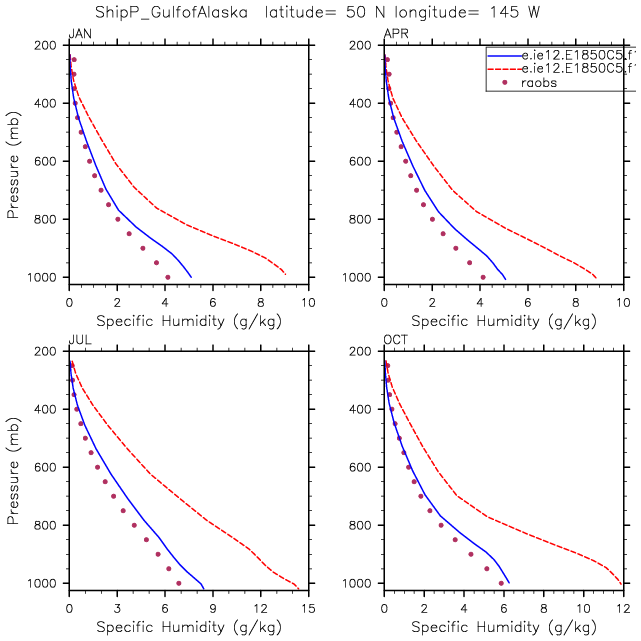 ShipP_GulfofAlaska latitude= 50 N longitude= 145 W
JAN
Pressure (mb)
200
400
600
800
1000
0 2 4 6 8 10
Specific Humidity (g/kg)
APR
e.ie12.E1850C5.f1
e.ie12.E1850C5.f1
raobs
200
400
600
800
1000
0 2 4 6 8 10
Specific Humidity (g/kg)
JUL
Pressure (mb)
200
400
600
800
1000
0 3 6 9 12 15
Specific Humidity (g/kg)
OCT
200
400
600
800
1000
0 2 4 6 8 10 12
Specific Humidity (g/kg)